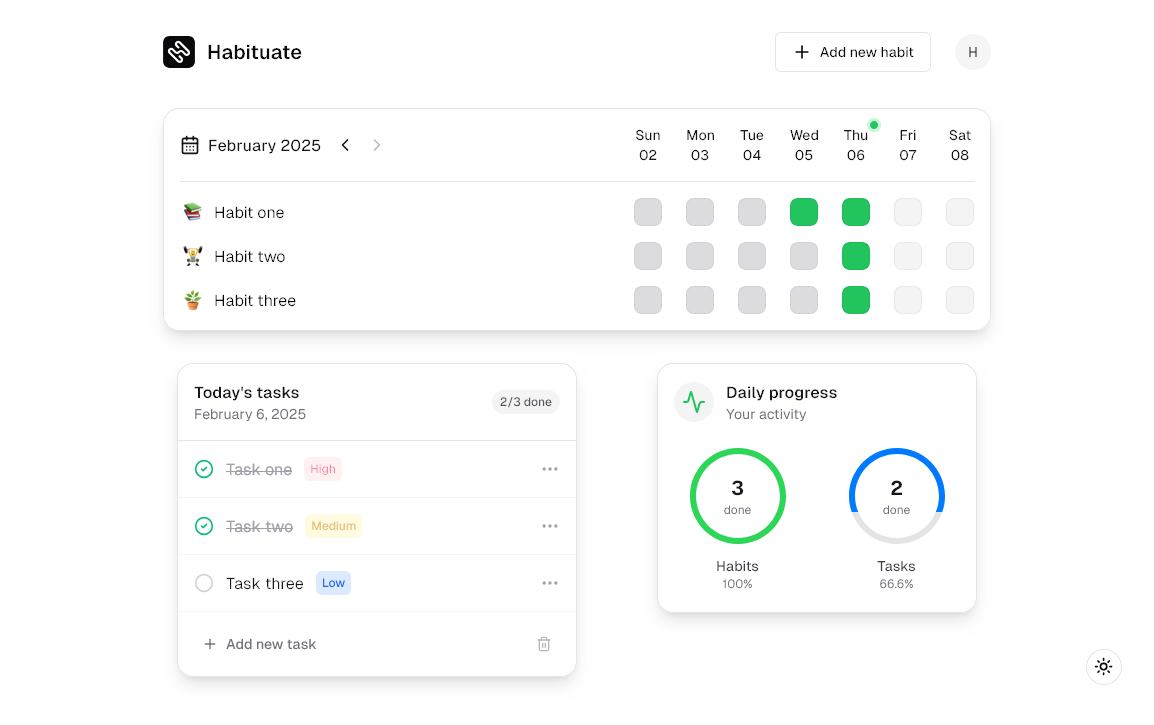 Habituate
Add new habit
H
February 2025
Sun Mon Tue Wed Thu Fri Sat
02 03 04 05 06 07 08
Habit one
Habit two
Habit three
Today's tasks
February 6, 2025
2/3 done
Task one High
Task two Medium
Task three Low
Add new task
Daily progress
Your activity
3
done
Habits
100%
2
done
Tasks
66.6%